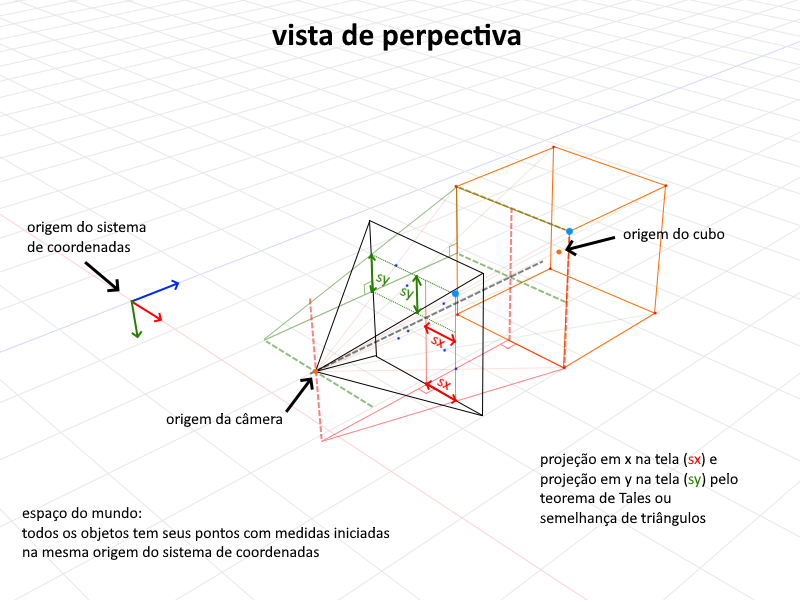 vista de perpectiva
origem do sistema
de coordenadas
origem do cubo
sy
sy
sx
sx
origem da câmera
projeção em x na tela (sx) e
projeção em y na tela (sy) pelo
teorema de Tales ou
semelhança de triângulos
espaço do mundo:
todos os objetos tem seus pontos com medidas iniciadas
na mesma origem do sistema de coordenadas